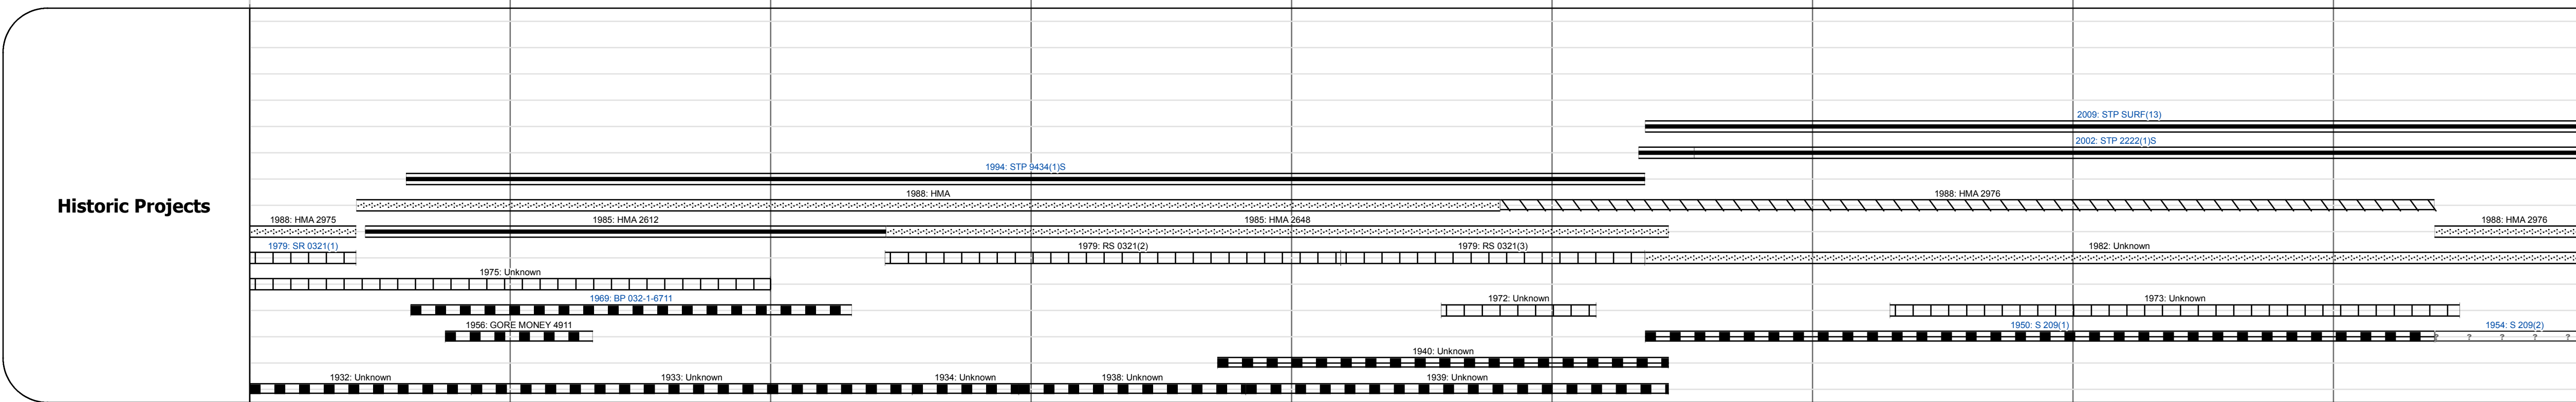 2009: STP SURF(13)
2002: STP 2222(1)S
1994: STP 9434(1)S
1988: HMA
1988: HMA 2976
Historic Projects
1988: HMA 2975
1985: HMA 2612
1985: HMA 2648
1988: HMA 2976
1979: SR 0321(1)
1979: RS 0321(2)
1979: RS 0321(3)
1982: Unknown
1975: Unknown
1969: BP 032-1-6711
1972: Unknown
1973: Unknown
1956: GORE MONEY 4911
1950: S 209(1)
1954: S 209(2)
? ? ? ? ?
1940: Unknown
1932: Unknown
1933: Unknown
1934: Unknown
1938: Unknown
1939: Unknown